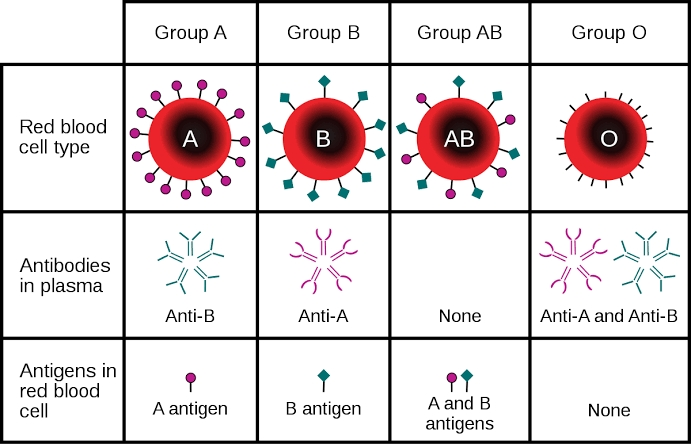 Group A
Group B
Group AB
Group O
Red blood
cell type
A
B
AB
O
Antibodies
in plasma
Anti-B
Anti-A
None
Anti-A and Anti-B
Antigens in
red blood
cell
A antigen
B antigen
A and B
antigens
None